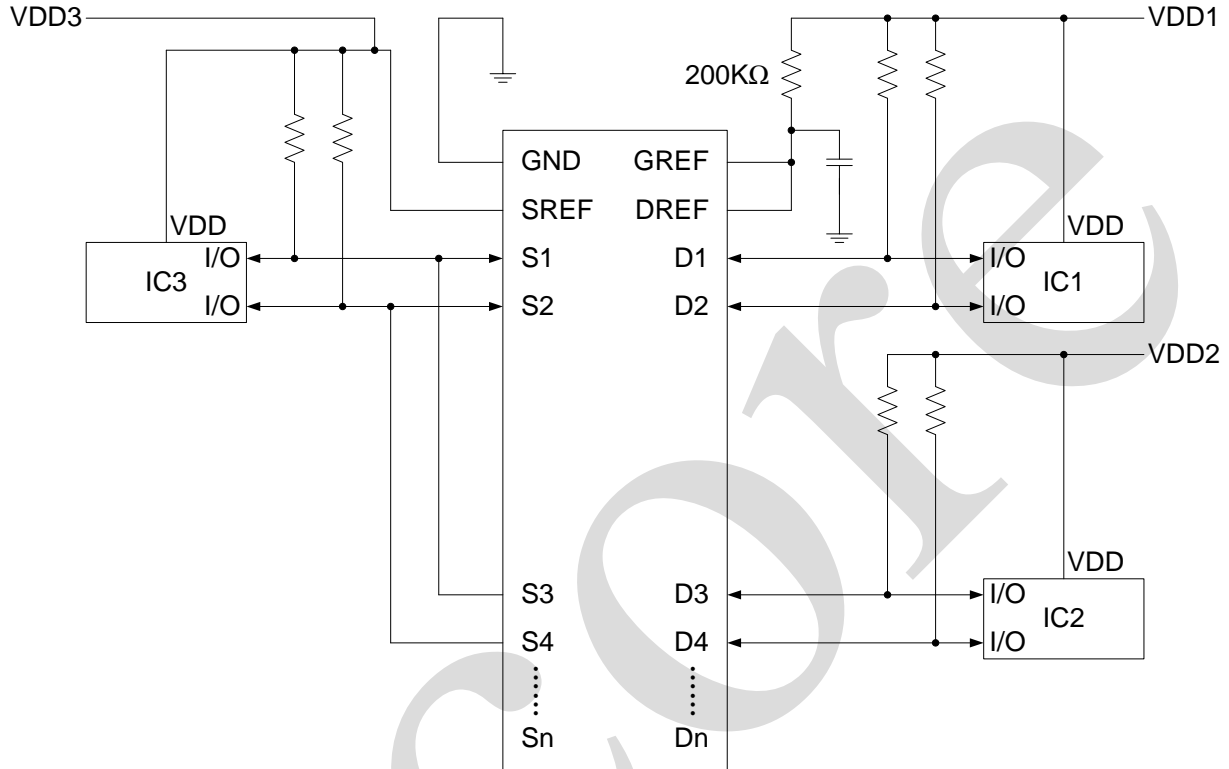 VDD3
VDD1
200KΩ
GND GREF
SREF DREF
VDD
VDD
I/O S1 D1 I/O
IC3
IC1
I/O S2 D2 I/O
VDD2
VDD
S3 D3 I/O
IC2
S4 D4 I/O
Sn Dn
core